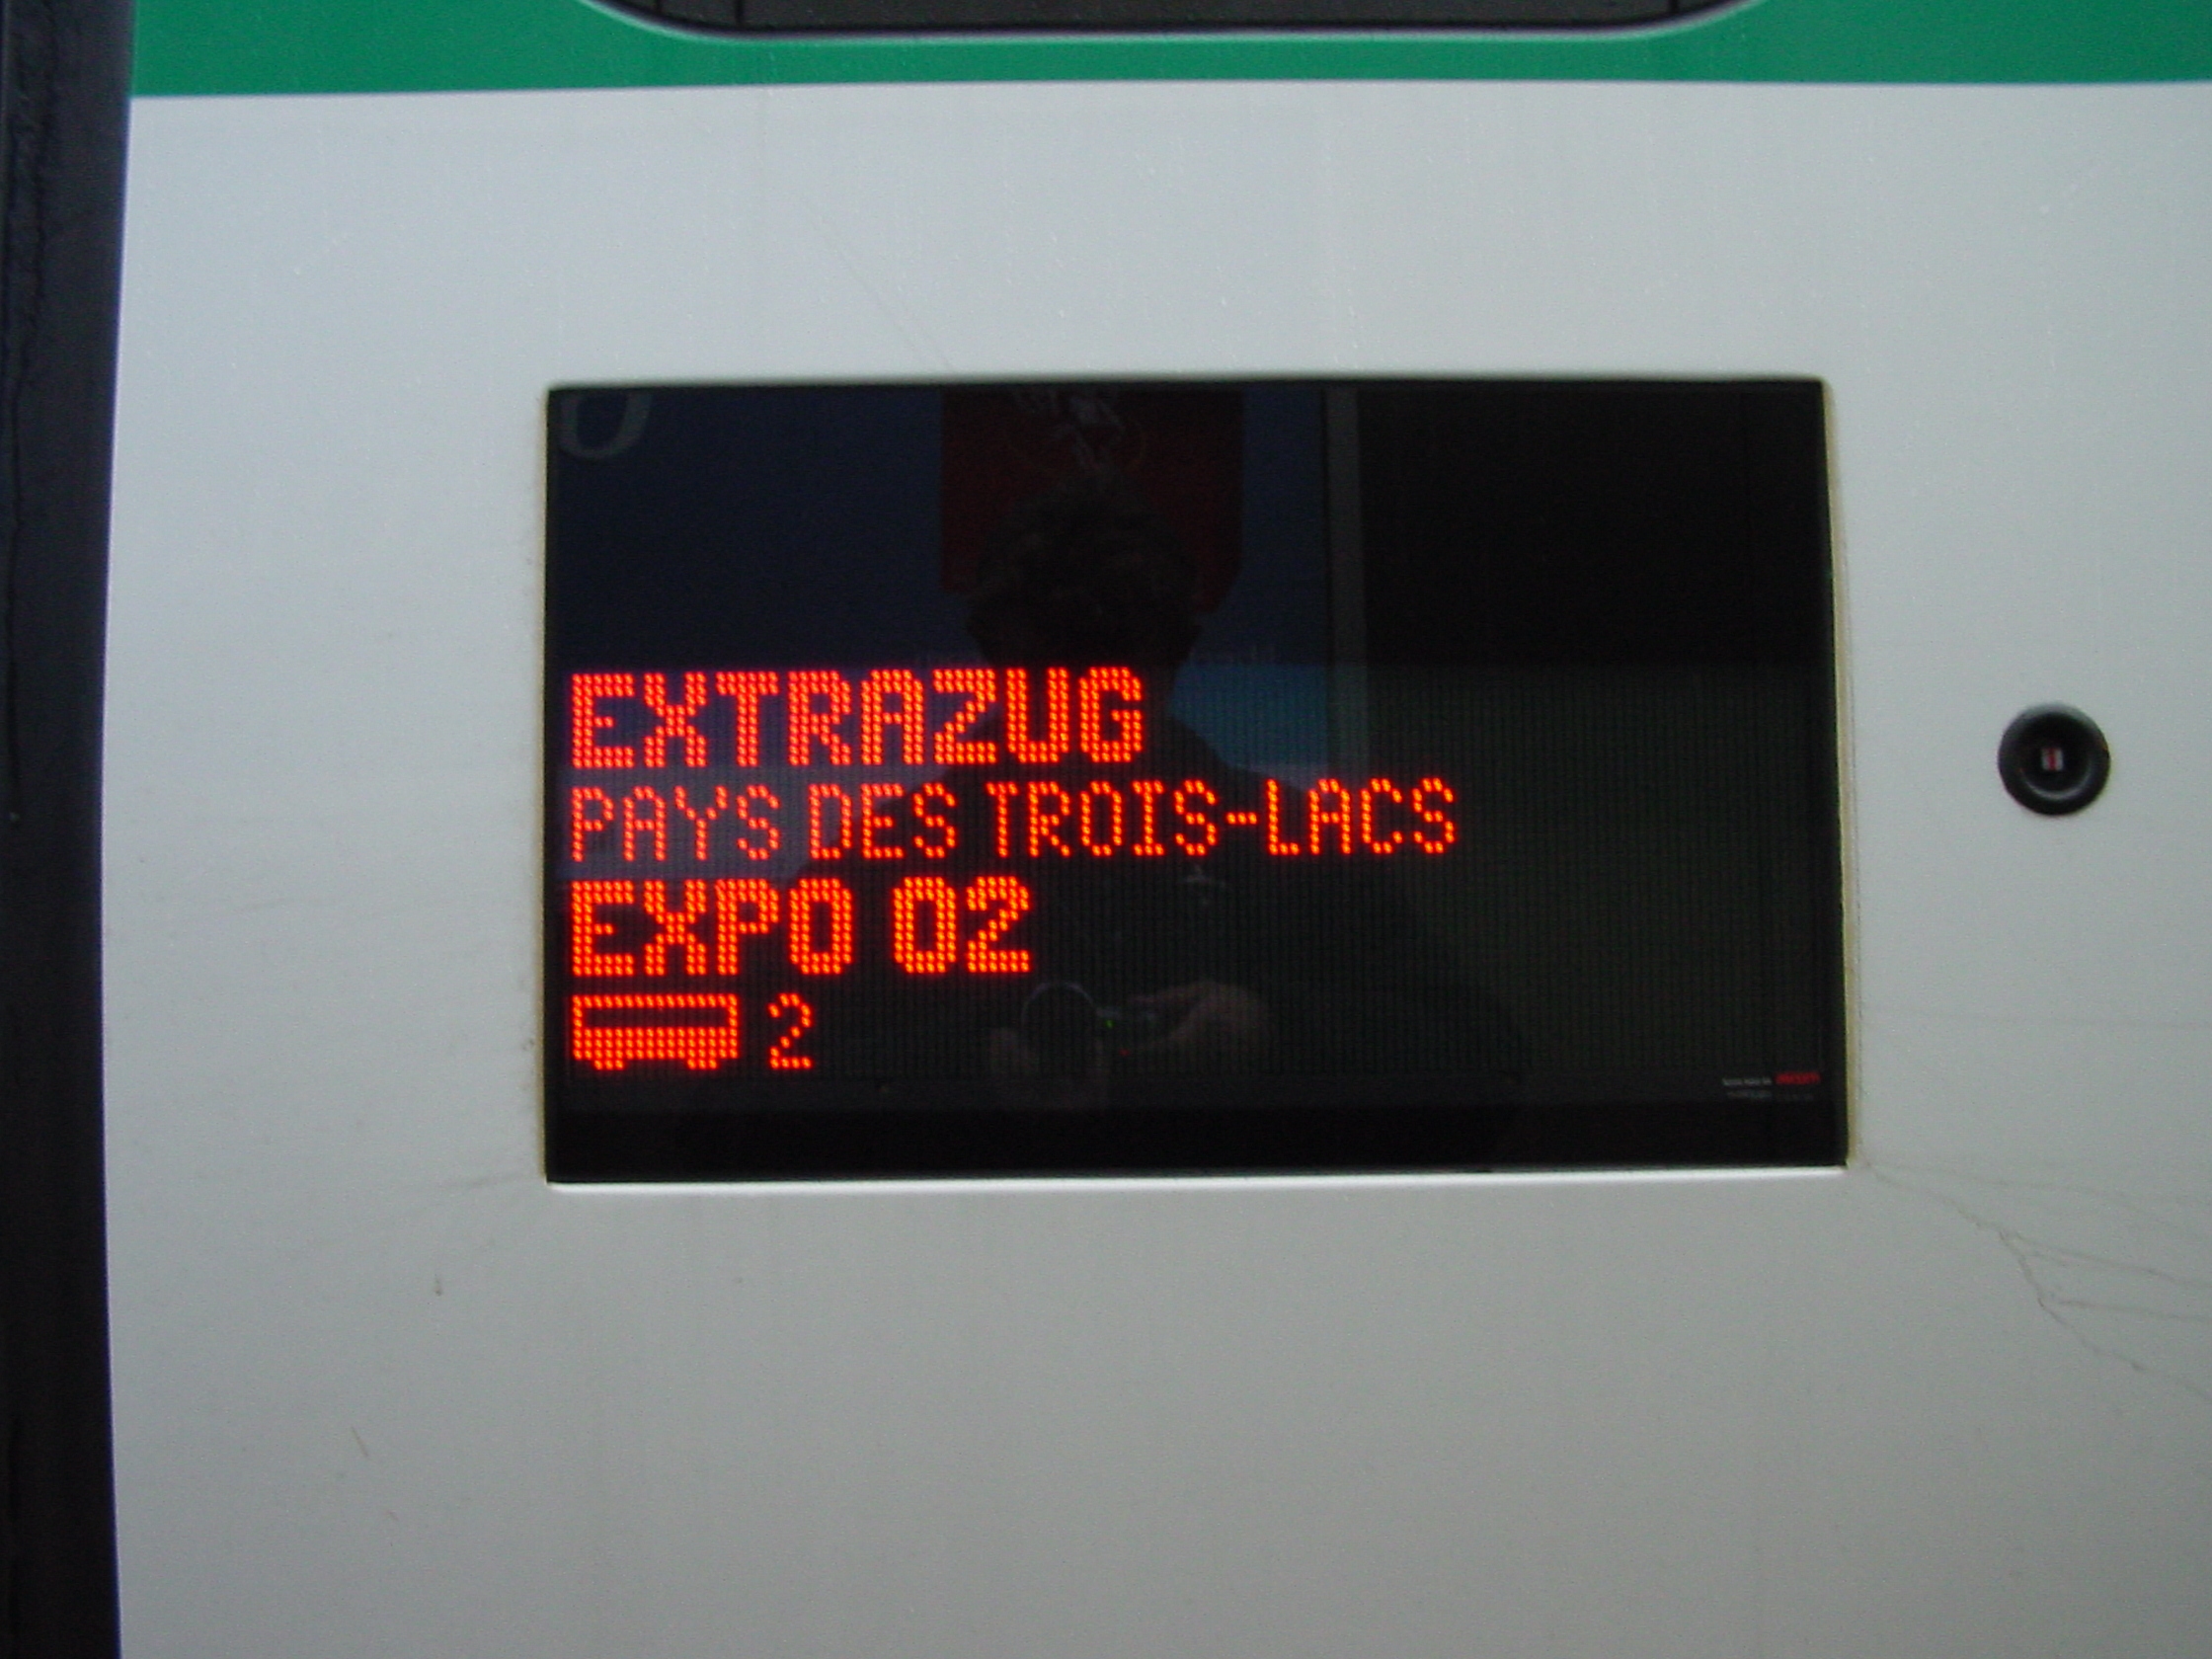 EXTRAZUG
PAYS DES TROIS-LACS
EXPO 02
2